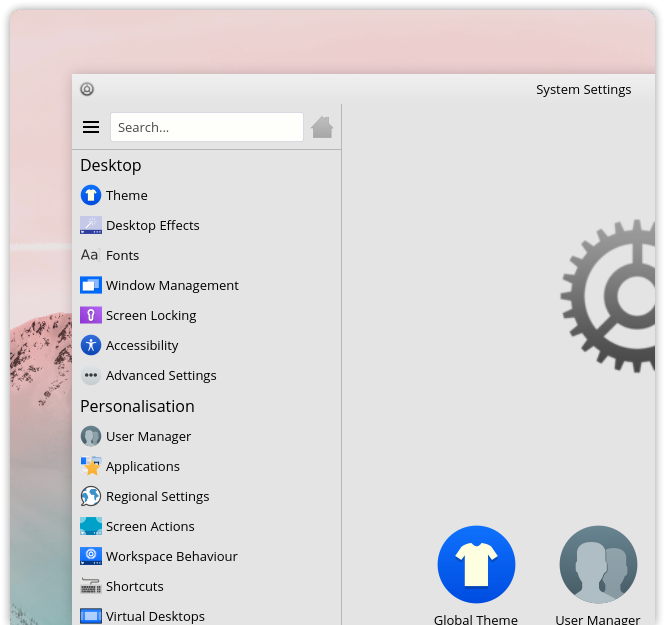 System Settings
Search...
Desktop
Theme
Desktop Effects
Aa Fonts
Window Management
Screen Locking
Accessibility
Advanced Settings
Personalisation
User Manager
Applications
Regional Settings
Screen Actions
Workspace Behaviour
Shortcuts
Virtual Desktops
Global Theme
User Manager